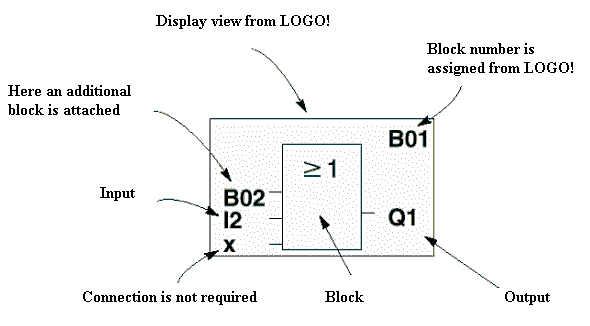 Display view from LOGO!
Block number is
assigned from LOGO!
Here an additional
block is attached
B01
≥1
Input
B02
I2
Q1
x
Connection is not required
Block
Output